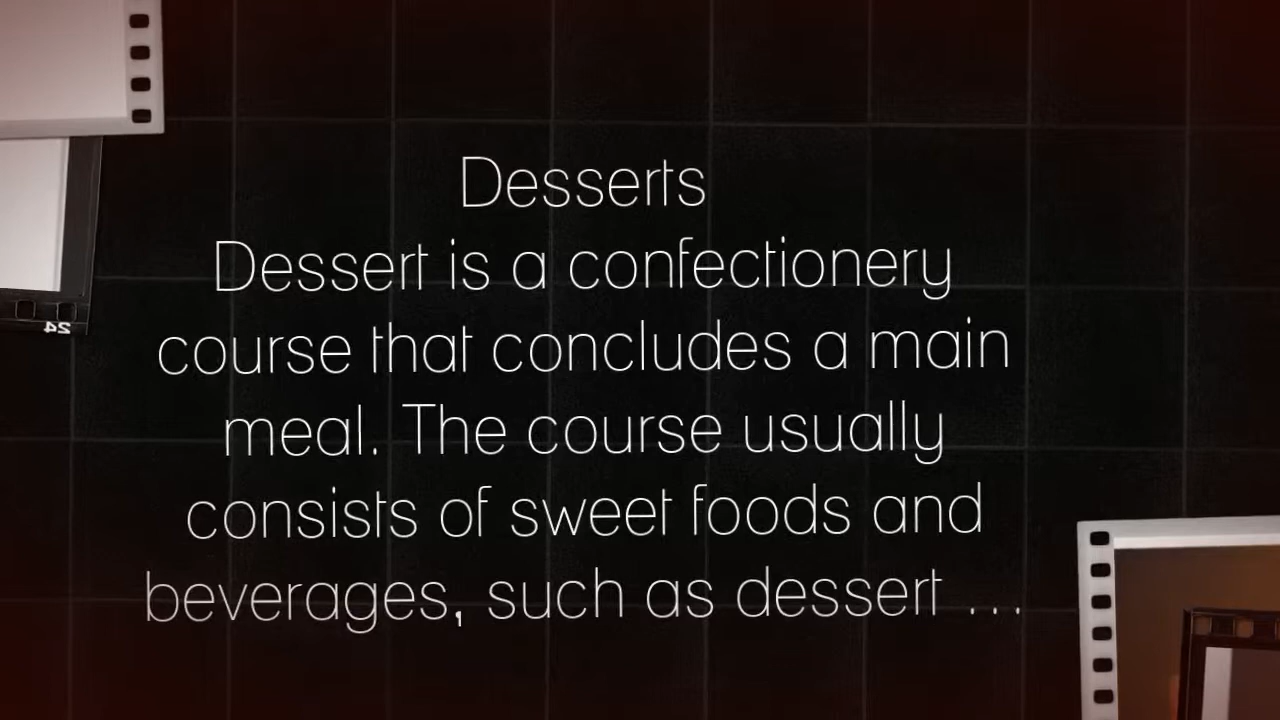 Desserts
Dessert is a confectionery
course that concludes a main
meal. The course usually
consists of sweet foods and
beverages, such as dessert ...
24